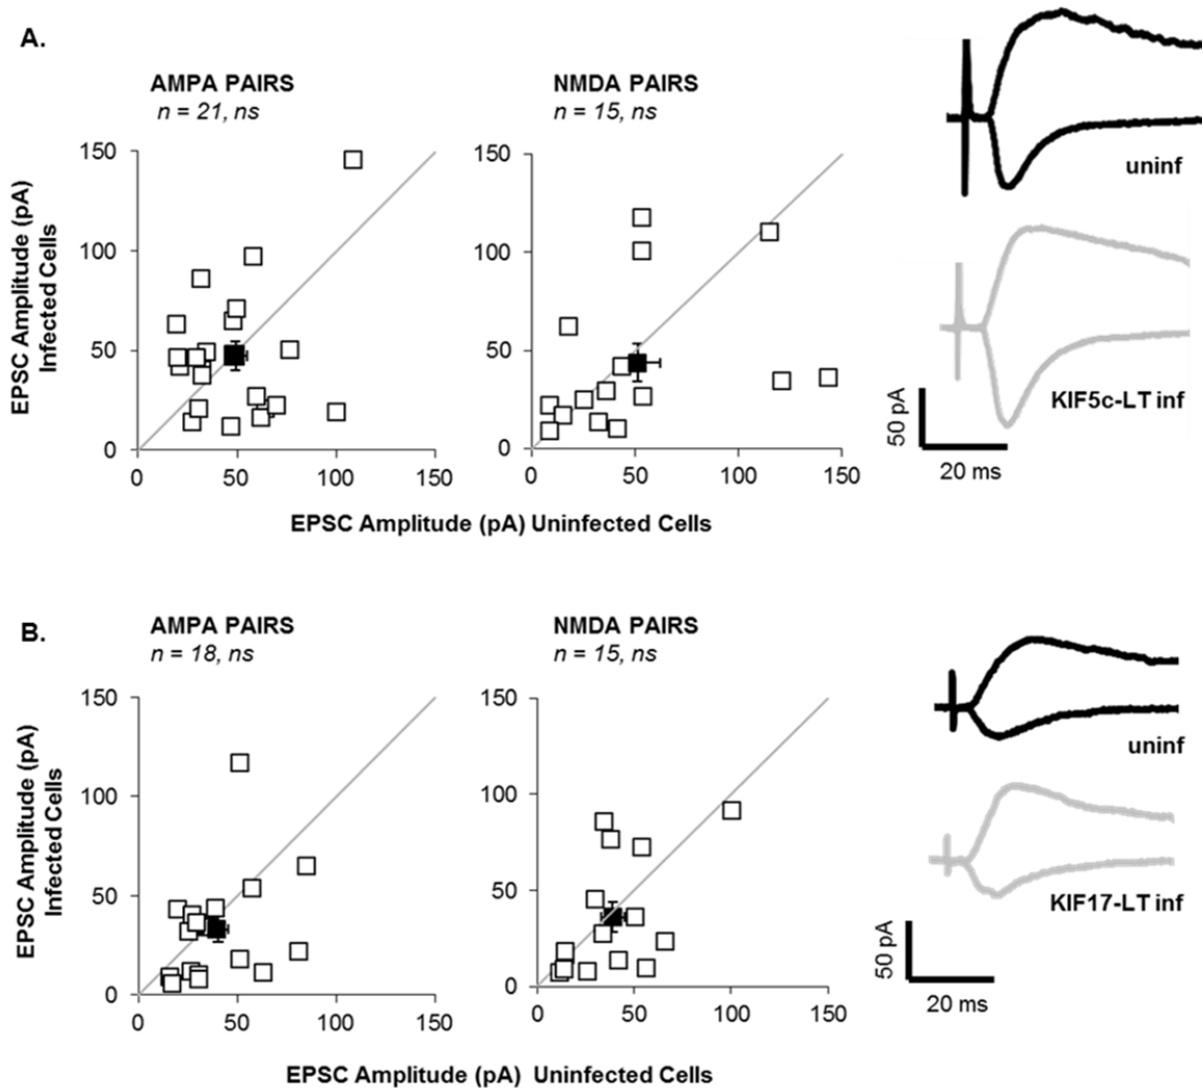 A.
AMPA PAIRS
n = 21, ns
NMDA PAIRS
n = 15, ns
EPSC Amplitude (pA)
Infected Cells
150
100
50
0
0 50 100 150
150
100
50
0
0 50 100 150
EPSC Amplitude (pA) Uninfected Cells
uninf
KIF5c-LT inf
50 pA
20 ms
B.
AMPA PAIRS
n = 18, ns
NMDA PAIRS
n = 15, ns
EPSC Amplitude (pA)
Infected Cells
150
100
50
0
0 50 100 150
150
100
50
0
0 50 100 150
EPSC Amplitude (pA) Uninfected Cells
uninf
KIF17-LT inf
50 pA
20 ms